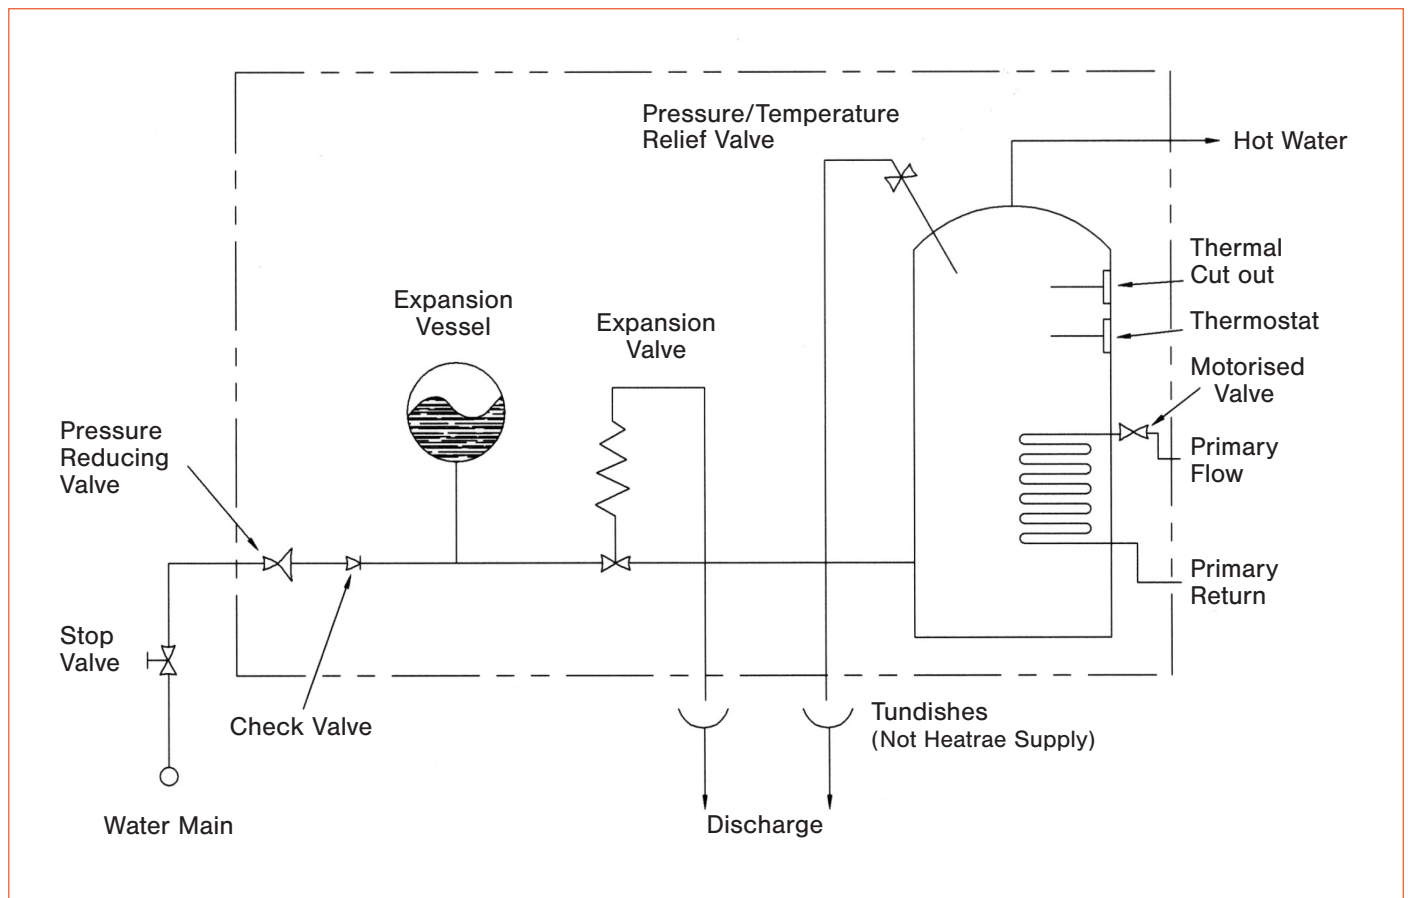 Pressure/Temperature
Relief Valve
Hot Water
Thermal
Cut out
Expansion
Vessel
Expansion
Valve
Thermostat
Motorised
Valve
Pressure
Reducing
Valve
Primary
Flow
Primary
Return
Stop
Valve
Check Valve
Tundishes
(Not Heatrae Supply)
Water Main
Discharge